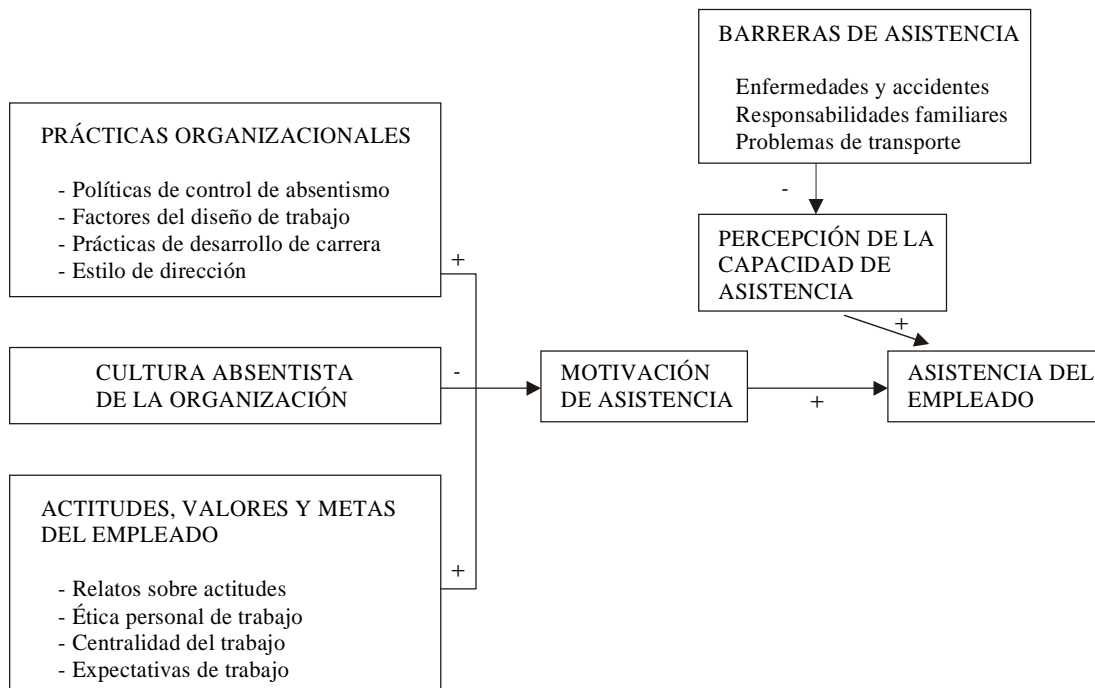 BARRERAS DE ASISTENCIA
Enfermedades y accidentes
Responsabilidades familiares
Problemas de transporte
-
PRÁCTICAS ORGANIZACIONALES
- Políticas de control de absentismo
- Factores del diseño de trabajo
- Prácticas de desarrollo de carrera
- Estilo de dirección
+
PERCEPCIÓN DE LA
CAPACIDAD DE
ASISTENCIA
+
CULTURA ABSENTISTA
DE LA ORGANIZACIÓN
-
MOTIVACIÓN
DE ASISTENCIA
+
ASISTENCIA DEL
EMPLEADO
ACTITUDES, VALORES Y METAS
DEL EMPLEADO
- Relatos sobre actitudes
- Ética personal de trabajo
- Centralidad del trabajo
- Expectativas de trabajo
+